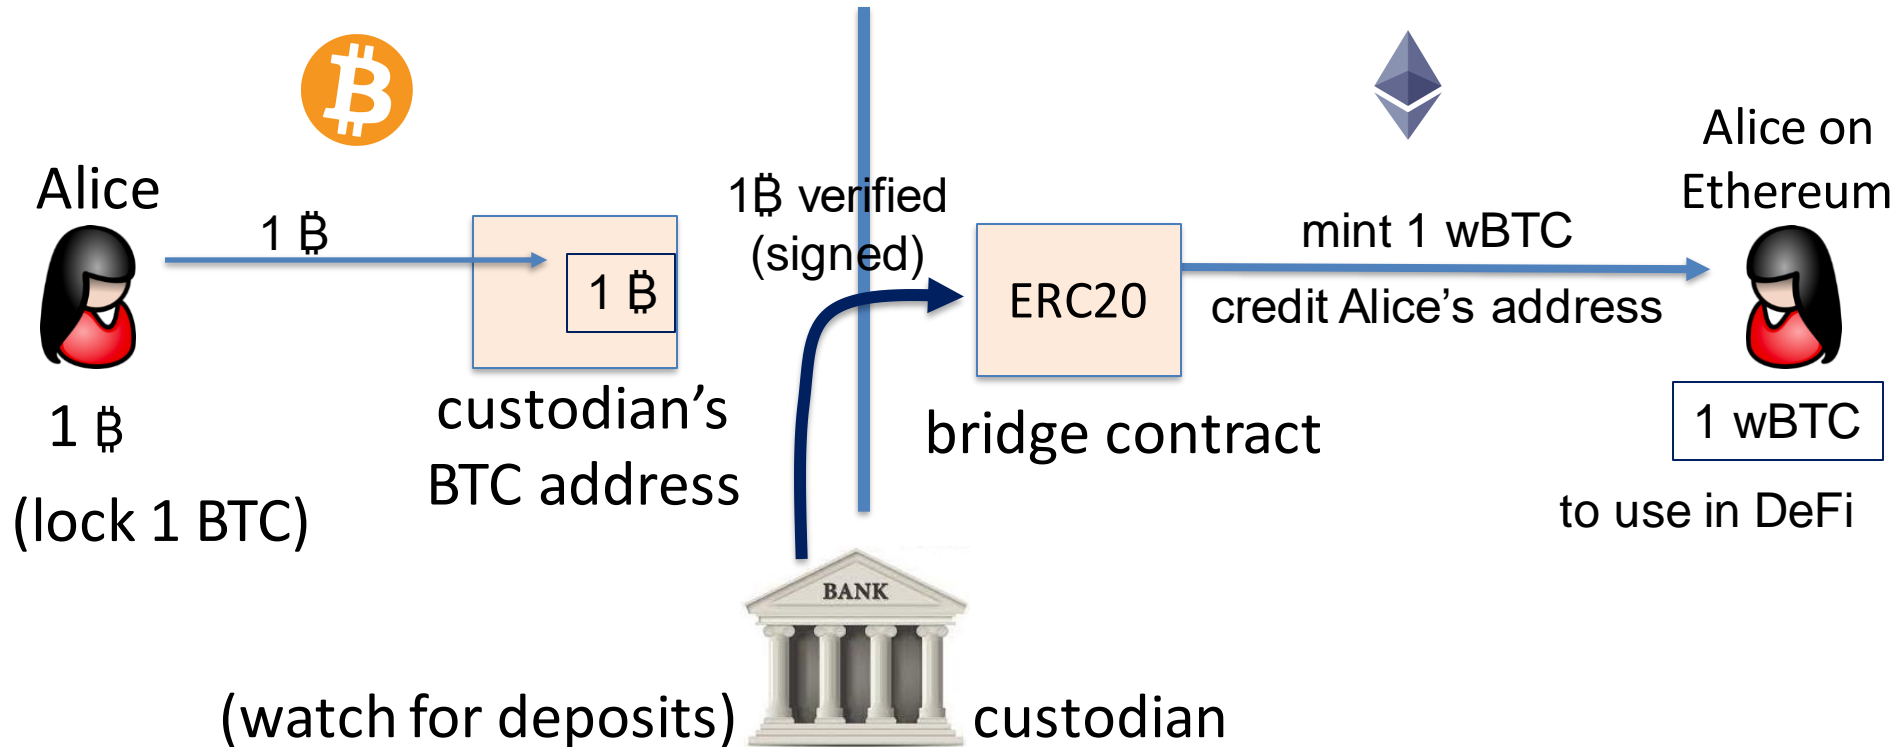 Alice
1 ₿
1 ₿
1 ₿
(lock 1 BTC)
custodian’s
BTC address
1₿ verified
(signed)
ERC20
bridge contract
mint 1 wBTC
credit Alice’s address
Alice on
Ethereum
1 wBTC
to use in DeFi
BANK
(watch for deposits)
custodian